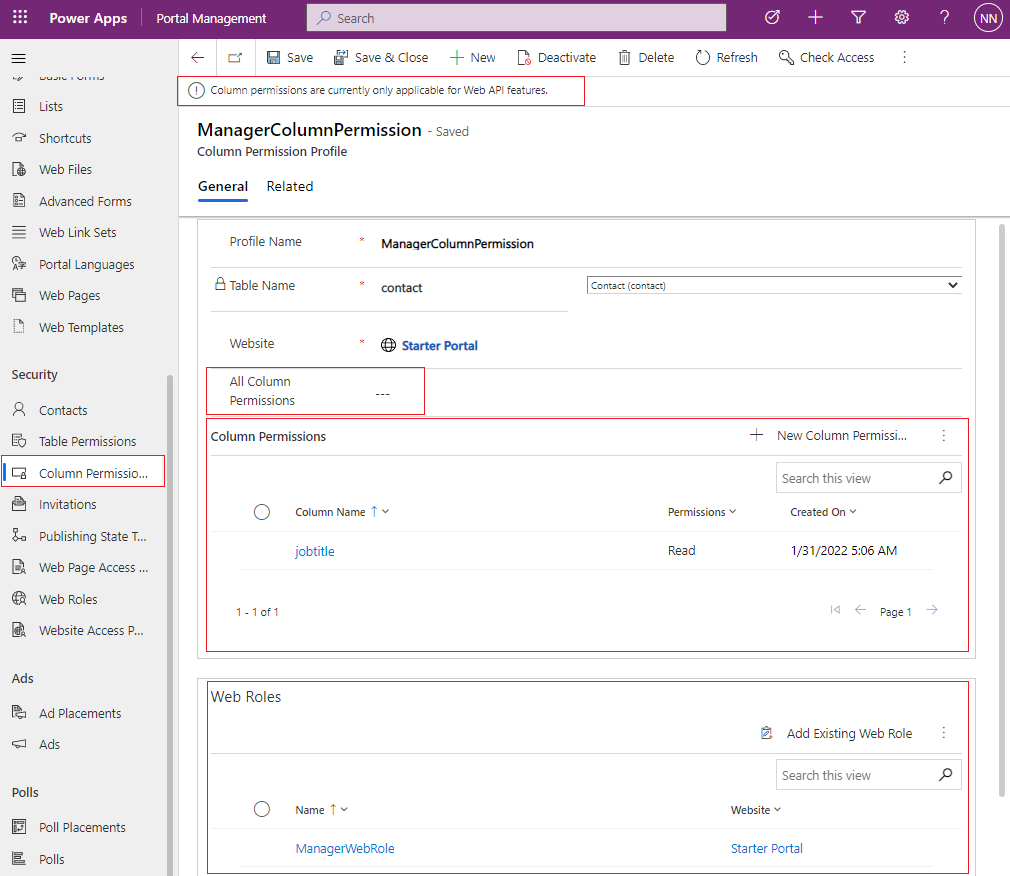 Power Apps
Portal Management
Search
NN
Save
Save & Close
New
Deactivate
Delete
Refresh
Check Access
Column permissions are currently only applicable for Web API features.
ManagerColumnPermission - Saved
Column Permission Profile
General
Related
Basic Forms
Lists
Shortcuts
Web Files
Advanced Forms
Web Link Sets
Portal Languages
Web Pages
Web Templates
Security
Contacts
Table Permissions
Column Permissio...
Invitations
Publishing State T...
Web Page Access ...
Web Roles
Website Access P...
Ads
Ad Placements
Ads
Polls
Poll Placements
Polls
Profile Name * ManagerColumnPermission
Table Name * contact
Contact (contact)
Website * Starter Portal
All Column
Permissions
---
Column Permissions
New Column Permissi...
Search this view
Column Name
Permissions
Created On
jobtitle
Read
1/31/2022 5:06 AM
1 - 1 of 1
Page 1
Web Roles
Add Existing Web Role
Search this view
Name
Website
ManagerWebRole
Starter Portal